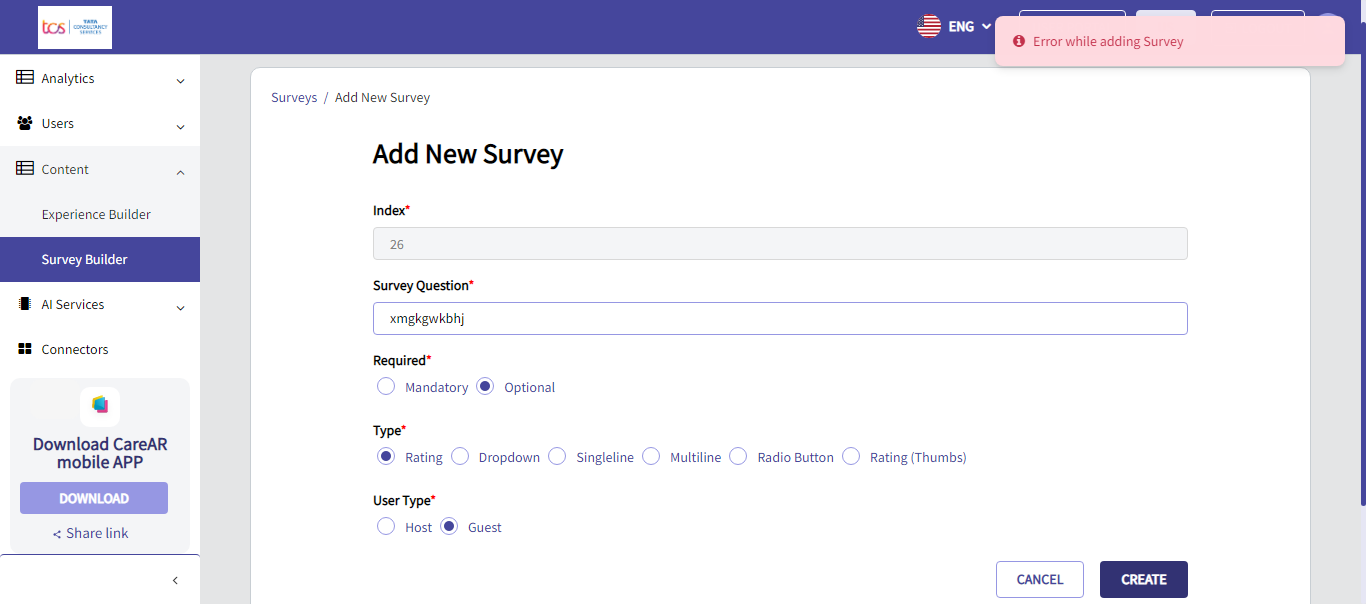 tcs TATA
CONSULTANCY
SERVICES
ENG
Error while adding Survey
Analytics
Users
Content
Experience Builder
Survey Builder
AI Services
Connectors
Download CareAR
mobile APP
DOWNLOAD
Share link
Surveys / Add New Survey
Add New Survey
Index*
26
Survey Question*
xmgkgwkbhj
Required*
Mandatory Optional
Type*
Rating Dropdown Singleline Multiline Radio Button Rating (Thumbs)
User Type*
Host Guest
CANCEL CREATE